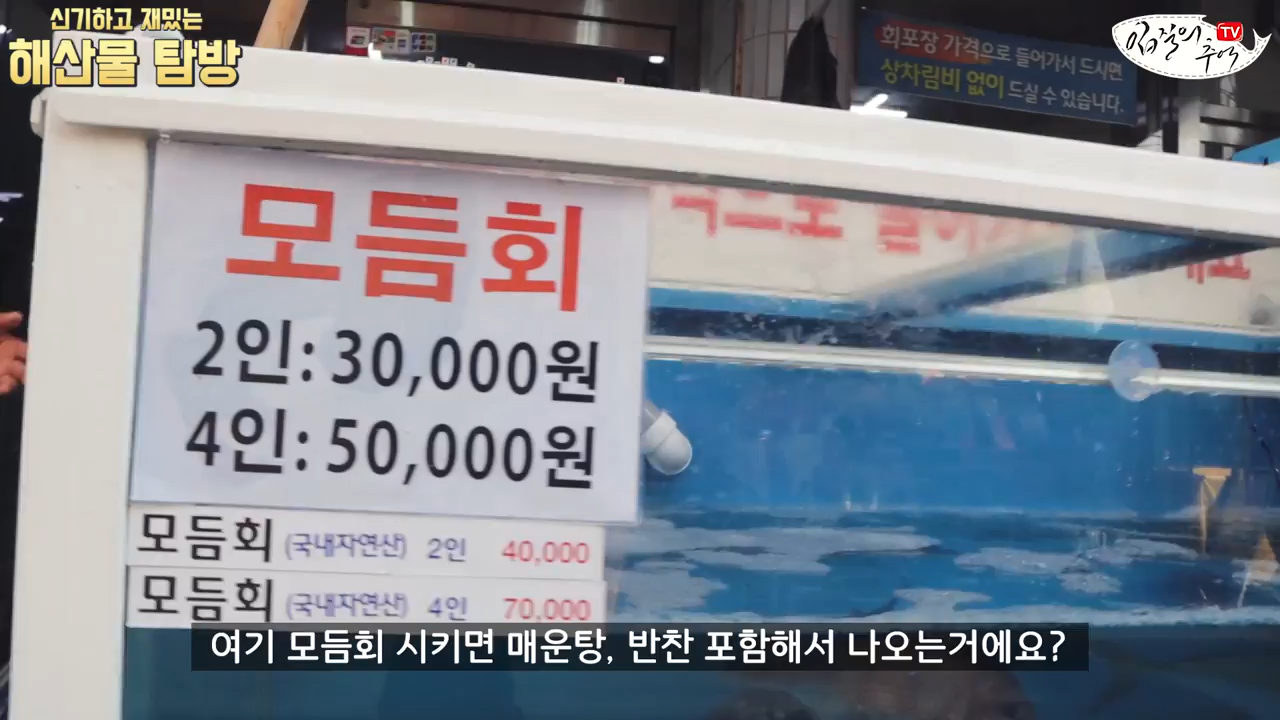 신기하고 재밌는
해산물 탐방
TV
추억
회포장 가격으로 들어가서 드시면
상차림비 없이 드실 수 있습니다.
모듬회
2인: 30,000원
4인: 50,000원
모듬회 (국내자연산) 2인 40,000
모듬회 (국내자연산) 4인 70,000
여기 모듬회 시키면 매운탕, 반찬 포함해서 나오는거에요?